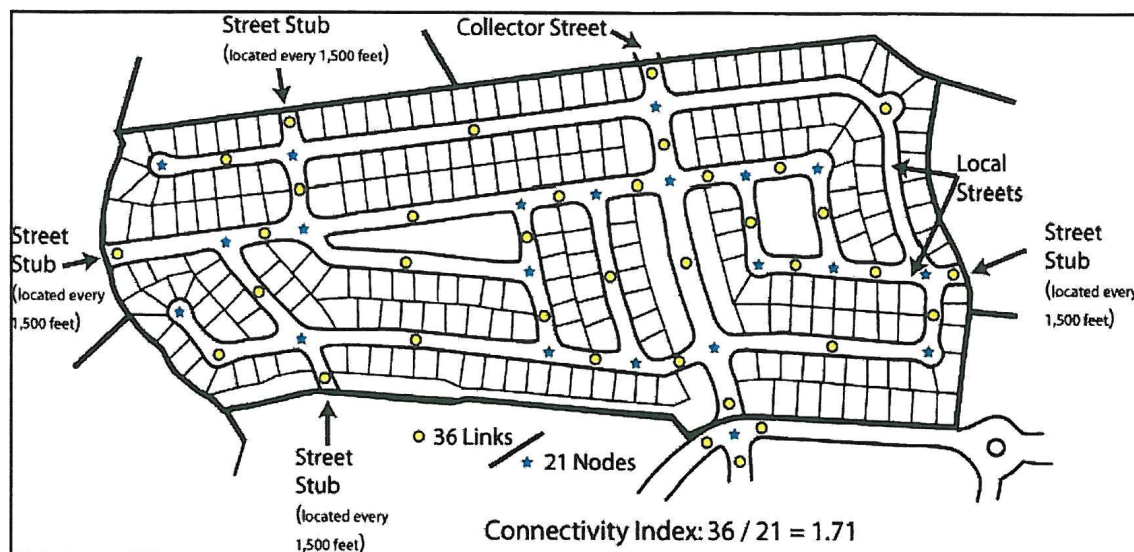 Street Stub
(located every 1,500 feet)
Collector Street
Local
Streets
Street
Stub
(located every
1,500 feet)
Street
Stub
(located every
1,500 feet)
36 Links
21 Nodes
Street
Stub
(located every
1,500 feet)
Connectivity Index: 36 / 21 = 1.71